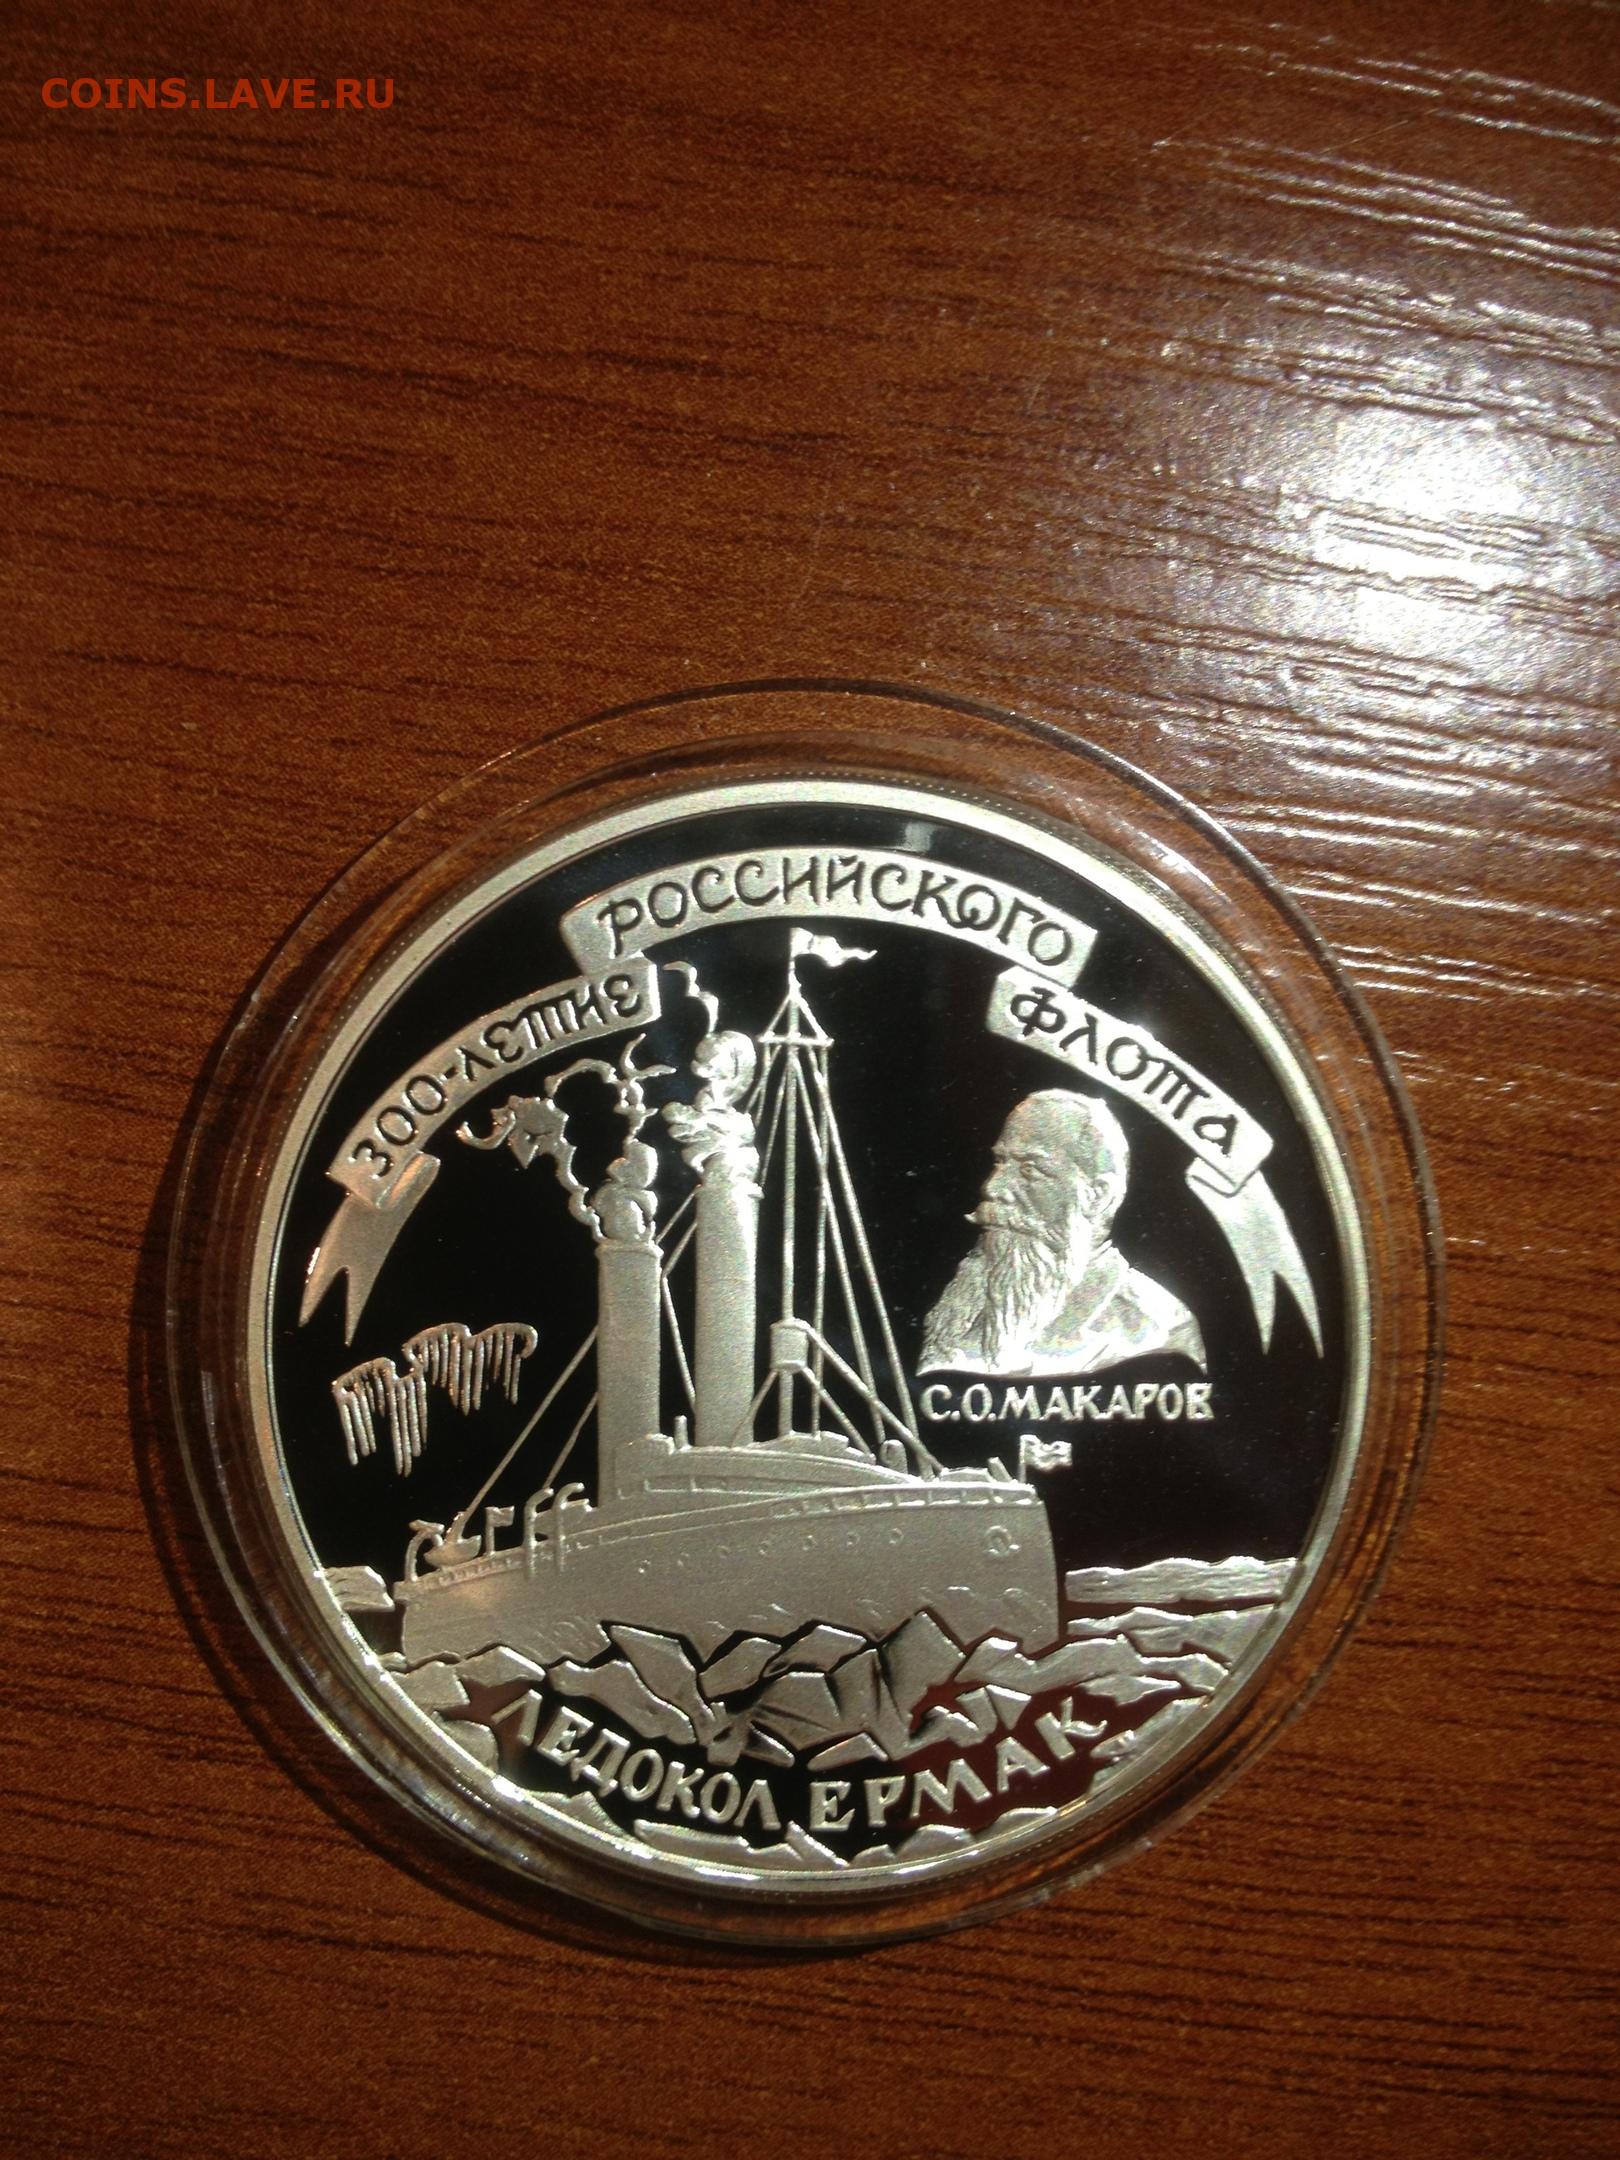 COINS.LAVE.RU
300-ЛЕТИЕ РОССИЙСКОГО ФЛОТА
С.О.МАКАРОВ
ЛЕДОКОЛ ЕРМАК